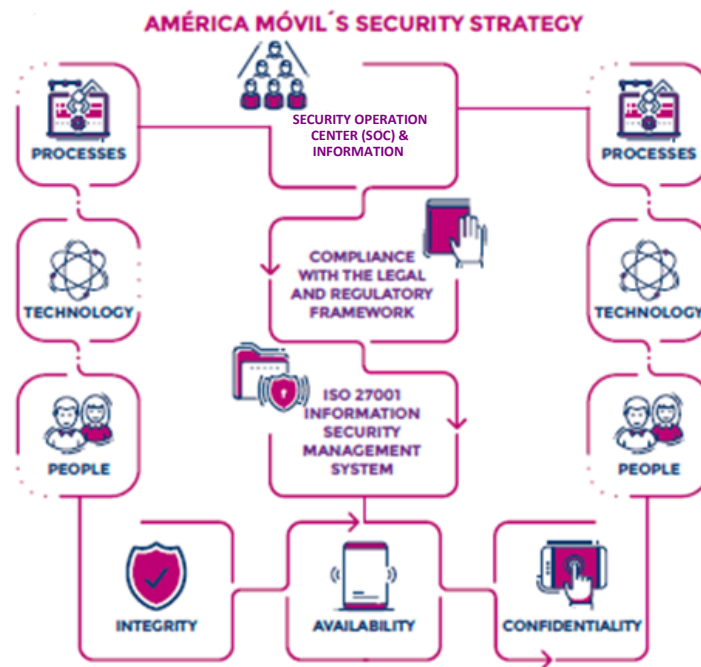 AMÉRICA MÓVIL´S SECURITY STRATEGY
SECURITY OPERATION
CENTER (SOC) &
INFORMATION
PROCESSES
PROCESSES
COMPLIANCE
WITH THE LEGAL
AND REGULATORY
FRAMEWORK
TECHNOLOGY
TECHNOLOGY
ISO 27001
INFORMATION
SECURITY
MANAGEMENT
SYSTEM
PEOPLE
PEOPLE
INTEGRITY
AVAILABILITY
CONFIDENTIALITY